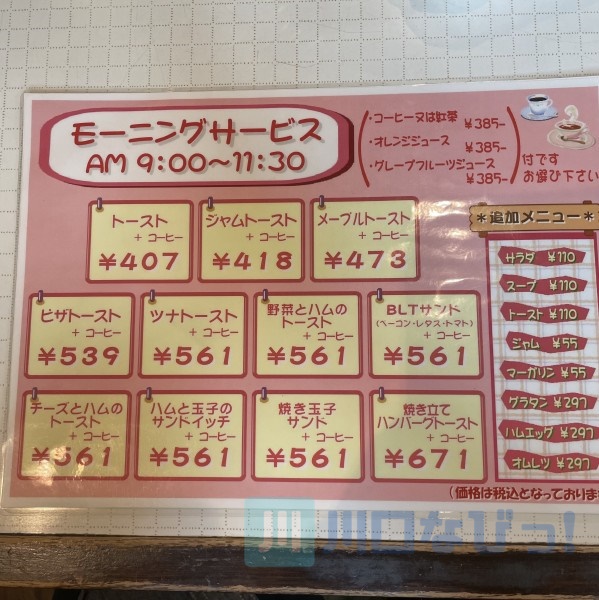 モーニングサービス
AM 9:00〜11:30
・コーヒー又は紅茶
¥385-
・オレンジジュース
¥385-
・グレープフルーツジュース
¥385-
付です
お選び下さい
トースト
+ コーヒー
¥407
ジャムトースト
+ コーヒー
¥418
メープルトースト
+ コーヒー
¥473
ピザトースト
+ コーヒー
¥539
ツナトースト
+ コーヒー
¥561
野菜とハムの
トースト
+ コーヒー
¥561
BLTサンド
(ベーコン・レタス・トマト)
+ コーヒー
¥561
チーズとハムの
トースト
+ コーヒー
¥561
ハムと玉子の
サンドイッチ
+ コーヒー
¥561
焼き玉子
サンド
+ コーヒー
¥561
焼き立て
ハンバーグトースト
+ コーヒー
¥671
*追加メニュー*
サラダ ¥110
スープ ¥110
トースト ¥110
ジャム ¥55
マーガリン ¥55
グラタン ¥297
ハムエッグ ¥297
オムレツ ¥297
(価格は税込となっておりま
川 川口なびっ!